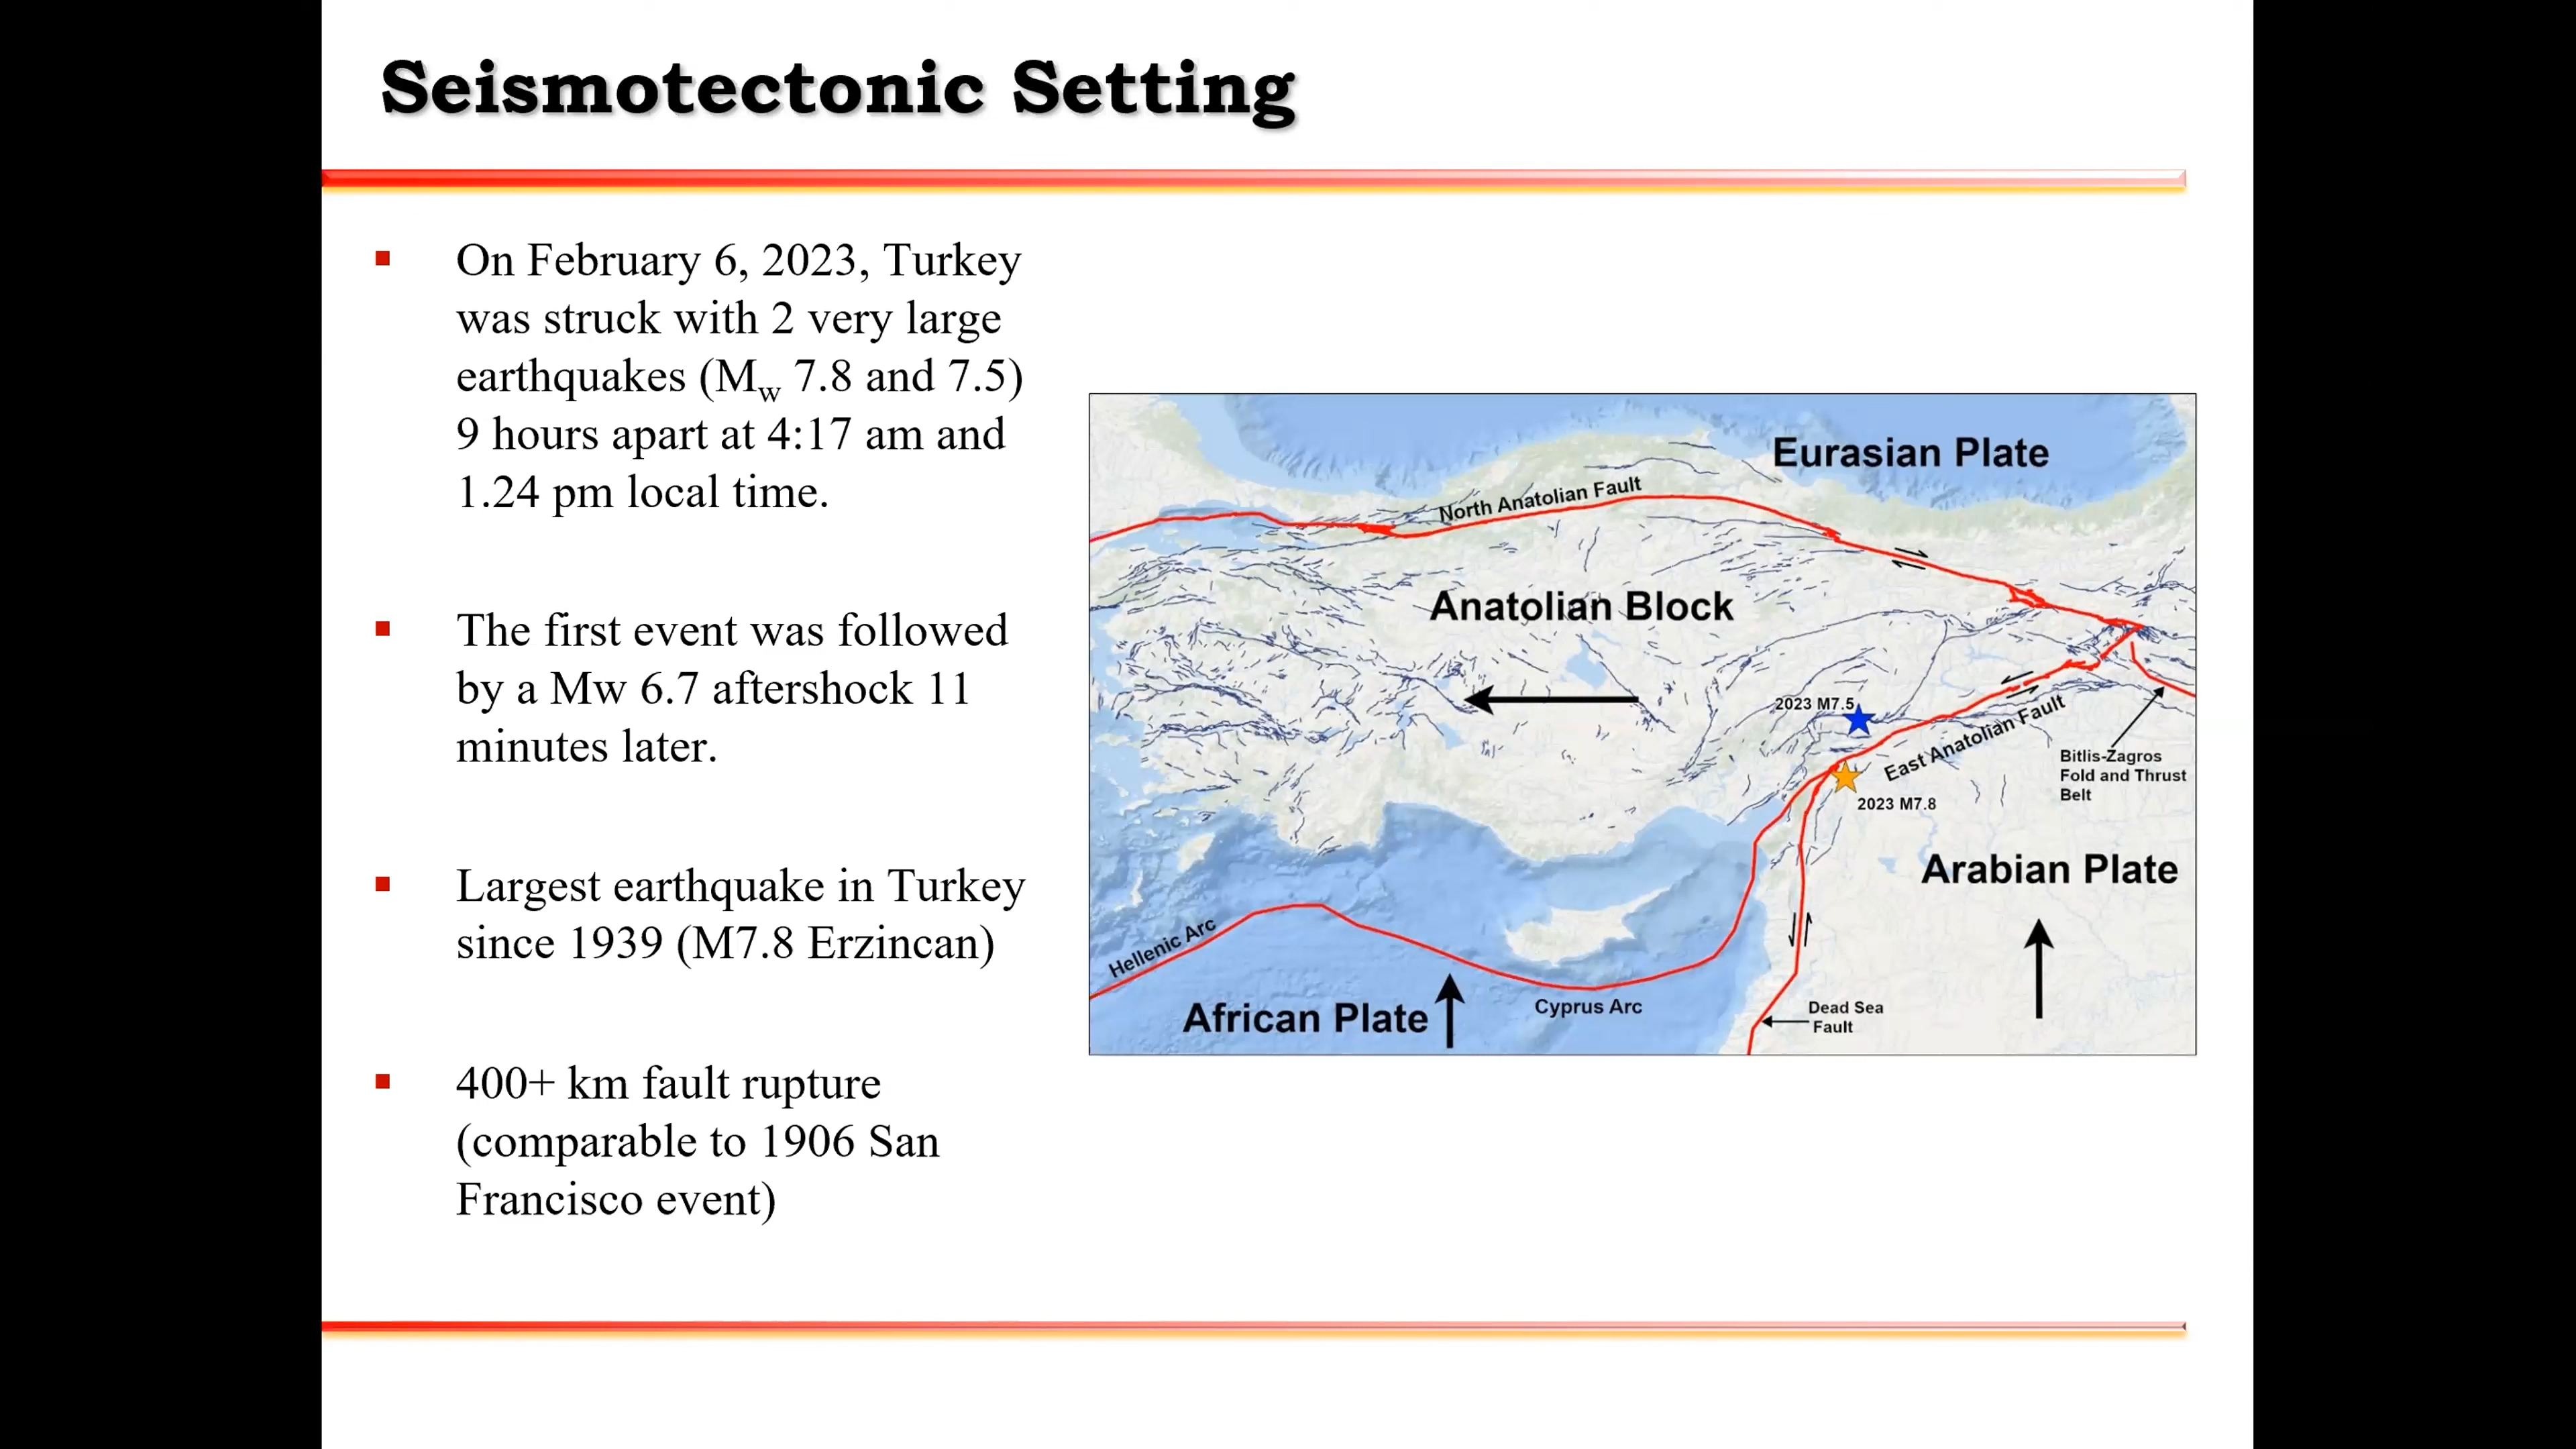 Seismotectonic Setting
On February 6, 2023, Turkey
was struck with 2 very large
earthquakes (Mw 7.8 and 7.5)
9 hours apart at 4:17 am and
1.24 pm local time.
The first event was followed
by a Mw 6.7 aftershock 11
minutes later.
Largest earthquake in Turkey
since 1939 (M7.8 Erzincan)
400+ km fault rupture
(comparable to 1906 San
Francisco event)
Eurasian Plate
North Anatolian Fault
Anatolian Block
2023 M7.5
East Anatolian Fault
Bitlis-Zagros
Fold and Thrust
Belt
2023 M7.8
Arabian Plate
Hellenic Arc
African Plate
Cyprus Arc
Dead Sea
Fault